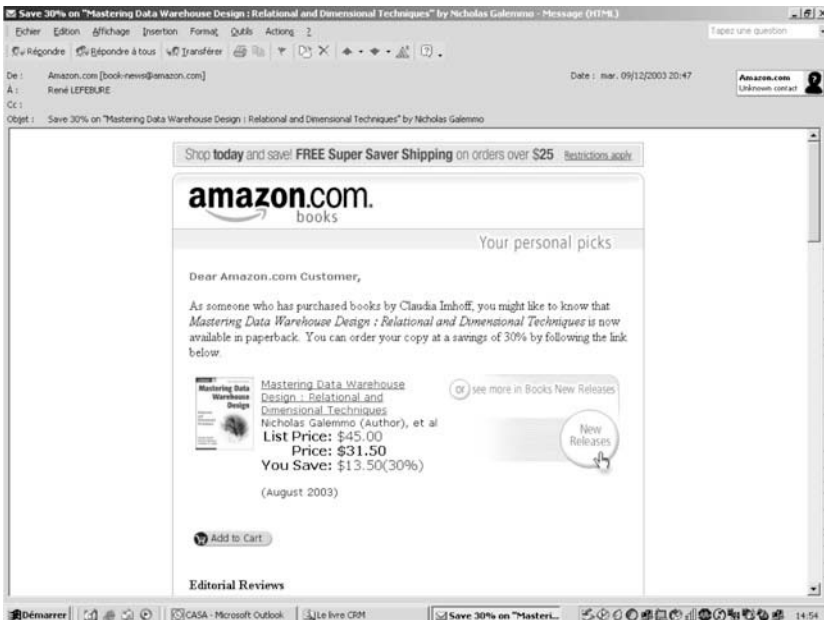 Save 30% on "Mastering Data Warehouse Design : Relational and Dimensional Techniques" by Nicholas Galemmo - Message (HTML)
Fichier Edition Affichage Insertion Format Outils Actions ? Tapez une question
Répondre Répondre à tous Transférer
De : Amazon.com [book-news@amazon.com] Date : mar. 09/12/2003 20:47
À : René LEFEBURE
Cc :
Objet : Save 30% on "Mastering Data Warehouse Design : Relational and Dimensional Techniques" by Nicholas Galemmo
Amazon.com
Unknown contact
Shop today and save! FREE Super Saver Shipping on orders over $25 Restrictions apply
amazon.com.
books
Your personal picks
Dear Amazon.com Customer,
As someone who has purchased books by Claudia Imhoff, you might like to know that
Mastering Data Warehouse Design : Relational and Dimensional Techniques is now
available in paperback. You can order your copy at a savings of 30% by following the link
below.
Mastering Data
Warehouse
Design
Mastering Data Warehouse
Design : Relational and
Dimensional Techniques
Nicholas Galemmo (Author), et al
List Price: $45.00
Price: $31.50
You Save: $13.50(30%)
(August 2003)
or see more in Books New Releases
New
Releases
Add to Cart
Editorial Reviews
Démarrer CASA - Microsoft Outlook Le livre CRM Save 30% on "Masteri... 14:54